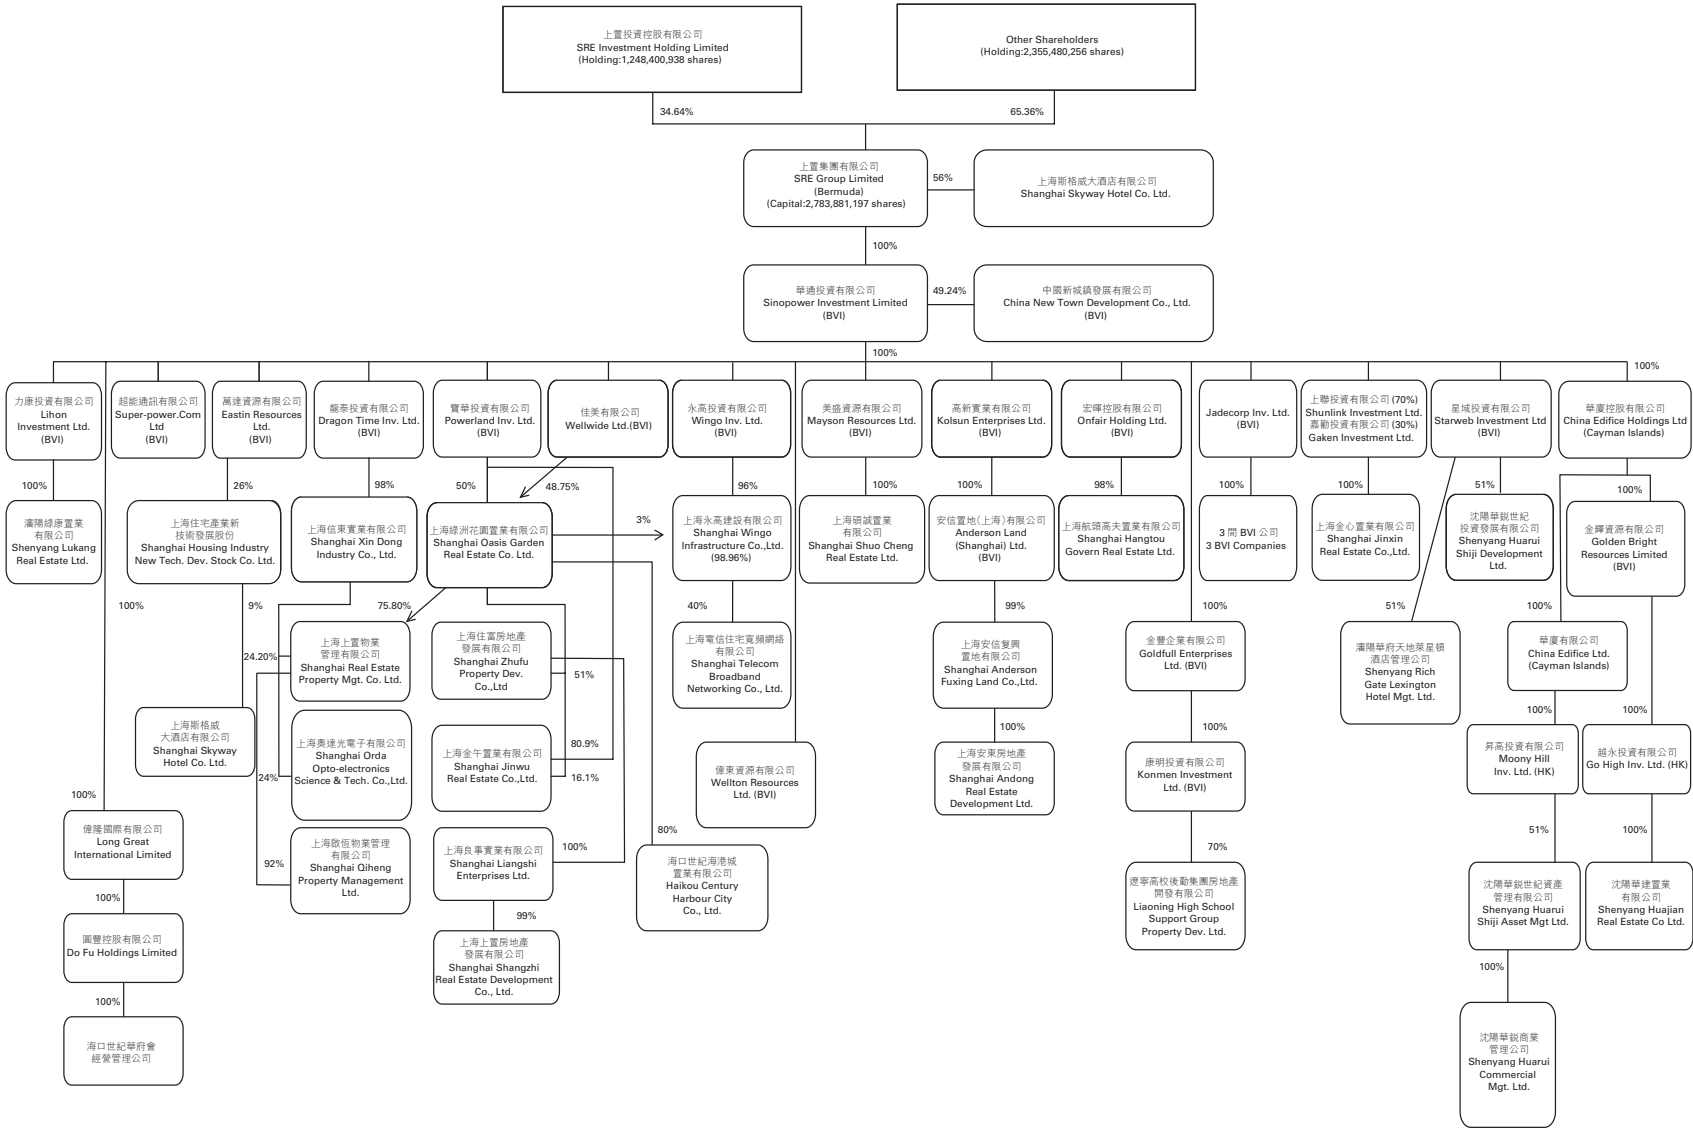 上置投資控股有限公司
SRE Investment Holding Limited
(Holding:1,248,400,938 shares)
Other Shareholders
(Holding:2,355,480,256 shares)
34.64%
65.36%
上置集團有限公司
SRE Group Limited
(Bermuda)
(Capital:2,783,881,197 shares)
56%
上海斯格威大酒店有限公司
Shanghai Skyway Hotel Co. Ltd.
100%
華通投資有限公司
Sinopower Investment Limited
(BVI)
49.24%
中國新城鎮發展有限公司
China New Town Development Co., Ltd.
(BVI)
100%
100%
力康投資有限公司
Lihon
Investment Ltd.
(BVI)
超能通訊有限公司
Super-power.Com
Ltd
(BVI)
萬達資源有限公司
Eastin Resources
Ltd.
(BVI)
龍泰投資有限公司
Dragon Time Inv. Ltd.
(BVI)
寶華投資有限公司
Powerland Inv. Ltd.
(BVI)
佳美有限公司
Wellwide Ltd.(BVI)
永高投資有限公司
Wingo Inv. Ltd.
(BVI)
美盛資源有限公司
Mayson Resources Ltd.
(BVI)
高新實業有限公司
Kolsun Enterprises Ltd.
(BVI)
宏暉控股有限公司
Onfair Holding Ltd.
(BVI)
Jadecorp Inv. Ltd.
(BVI)
上聯投資有限公司 (70%)
Shunlink Investment Ltd.
嘉勤投資有限公司 (30%)
Gaken Investment Ltd.
星域投資有限公司
Starweb Investment Ltd
(BVI)
華廈控股有限公司
China Edifice Holdings Ltd
(Cayman Islands)
100%
26%
98%
50%
48.75%
96%
100%
100%
98%
100%
100%
51%
100%
瀋陽綠康置業
有限公司
Shenyang Lukang
Real Estate Ltd.
上海住宅產業新
技術發展股份
Shanghai Housing Industry
New Tech. Dev. Stock Co. Ltd.
上海信東實業有限公司
Shanghai Xin Dong
Industry Co., Ltd.
上海綠洲花園置業有限公司
Shanghai Oasis Garden
Real Estate Co. Ltd.
3%
上海永高建設有限公司
Shanghai Wingo
Infrastructure Co.,Ltd.
(98.96%)
上海碩誠置業
有限公司
Shanghai Shuo Cheng
Real Estate Ltd.
安信置地(上海)有限公司
Anderson Land
(Shanghai) Ltd.
(BVI)
上海航頭高夫置業有限公司
Shanghai Hangtou
Govern Real Estate Ltd.
3 間 BVI 公司
3 BVI Companies
上海金心置業有限公司
Shanghai Jinxin
Real Estate Co.,Ltd.
沈陽華銳世紀
投資發展有限公司
Shenyang Huarui
Shiji Development
Ltd.
金輝資源有限公司
Golden Bright
Resources Limited
(BVI)
100%
9%
75.80%
40%
99%
100%
51%
100%
上海上置物業
管理有限公司
Shanghai Real Estate
Property Mgt. Co. Ltd.
24.20%
上海住富房地產
發展有限公司
Shanghai Zhufu
Property Dev.
Co.,Ltd
51%
上海電信住宅寬頻網絡
有限公司
Shanghai Telecom
Broadband
Networking Co., Ltd.
上海安信复興
置地有限公司
Shanghai Anderson
Fuxing Land Co.,Ltd.
金豐企業有限公司
Goldfull Enterprises
Ltd. (BVI)
瀋陽華府天地萊星頓
酒店管理公司
Shenyang Rich
Gate Lexington
Hotel Mgt. Ltd.
華廈有限公司
China Edifice Ltd.
(Cayman Islands)
100%
100%
100%
100%
上海斯格威
大酒店有限公司
Shanghai Skyway
Hotel Co. Ltd.
上海奧達光電子有限公司
Shanghai Orda
Opto-electronics
Science & Tech. Co.,Ltd.
24%
上海金午置業有限公司
Shanghai Jinwu
Real Estate Co.,Ltd.
80.9%
16.1%
偉東資源有限公司
Wellton Resources
Ltd. (BVI)
上海安東房地產
發展有限公司
Shanghai Andong
Real Estate
Development Ltd.
康明投資有限公司
Konmen Investment
Ltd. (BVI)
昇高投資有限公司
Moony Hill
Inv. Ltd. (HK)
越永投資有限公司
Go High Inv. Ltd. (HK)
100%
80%
51%
100%
偉隆國際有限公司
Long Great
International Limited
92%
上海啟恆物業管理
有限公司
Shanghai Qiheng
Property Management
Ltd.
上海良事實業有限公司
Shanghai Liangshi
Enterprises Ltd.
100%
70%
海口世紀海港城
置業有限公司
Haikou Century
Harbour City
Co., Ltd.
遼寧高校後勤集團房地產
開發有限公司
Liaoning High School
Support Group
Property Dev. Ltd.
沈陽華銳世紀資產
管理有限公司
Shenyang Huarui
Shiji Asset Mgt Ltd.
沈陽華建置業
有限公司
Shenyang Huajian
Real Estate Co Ltd.
100%
99%
圓豐控股有限公司
Do Fu Holdings Limited
上海上置房地產
發展有限公司
Shanghai Shangzhi
Real Estate Development
Co., Ltd.
100%
100%
海口世紀華府會
經營管理公司
沈陽華銳商業
管理公司
Shenyang Huarui
Commercial
Mgt. Ltd.